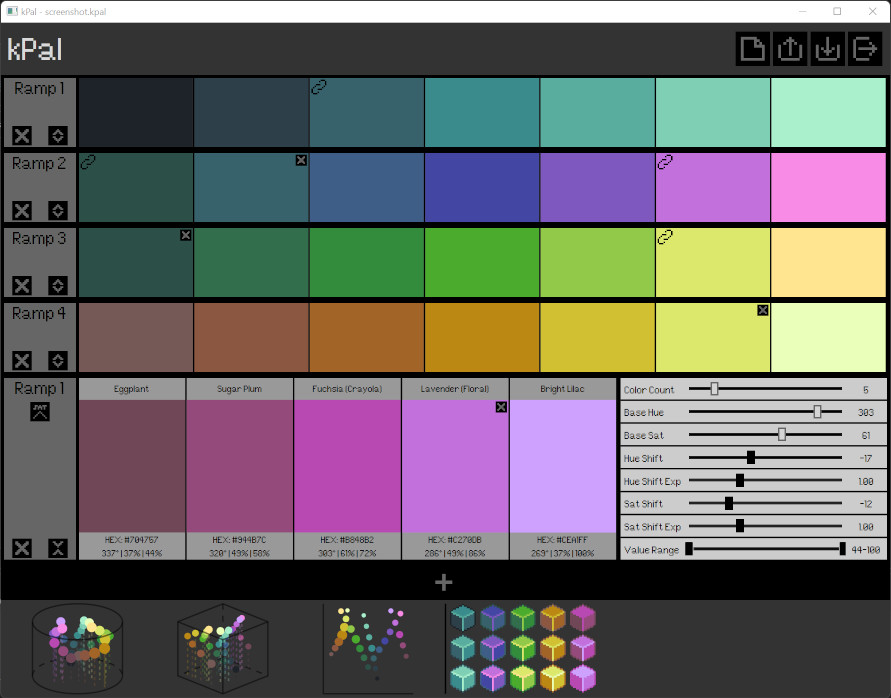 kPal - screenshot.kpal
kPal
Ramp 1
Ramp 2
Ramp 3
Ramp 4
Ramp 1
Eggplant
Sugar Plum
Fuchsia (Crayola)
Lavender (Floral)
Bright Lilac
HEX: #704757
337°|37%|44%
HEX: #944B7C
320°|49%|58%
HEX: #B848B2
303°|61%|72%
HEX: #C270DB
286°|49%|86%
HEX: #CEA1FF
269°|37%|100%
Color Count 5
Base Hue 303
Base Sat 61
Hue Shift -17
Hue Shift Exp 1.00
Sat Shift -12
Sat Shift Exp 1.00
Value Range 44-100